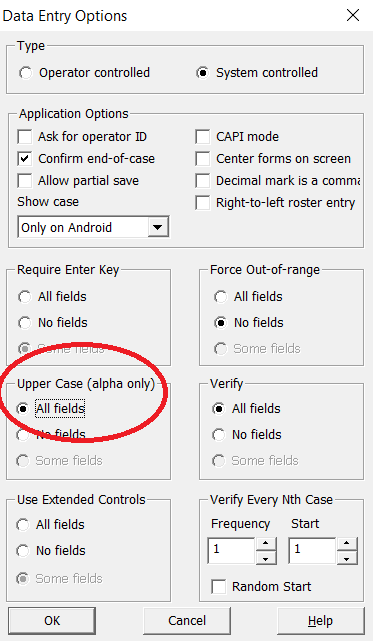 Data Entry Options
Type
Operator controlled
System controlled
Application Options
Ask for operator ID
CAPI mode
Confirm end-of-case
Center forms on screen
Allow partial save
Decimal mark is a comma
Show case
Right-to-left roster entry
Only on Android
Require Enter Key
Force Out-of-range
All fields
All fields
No fields
No fields
Some fields
Some fields
Upper Case (alpha only)
Verify
All fields
All fields
No fields
No fields
Some fields
Some fields
Use Extended Controls
Verify Every Nth Case
All fields
Frequency
Start
No fields
1
1
Some fields
Random Start
OK
Cancel
Help